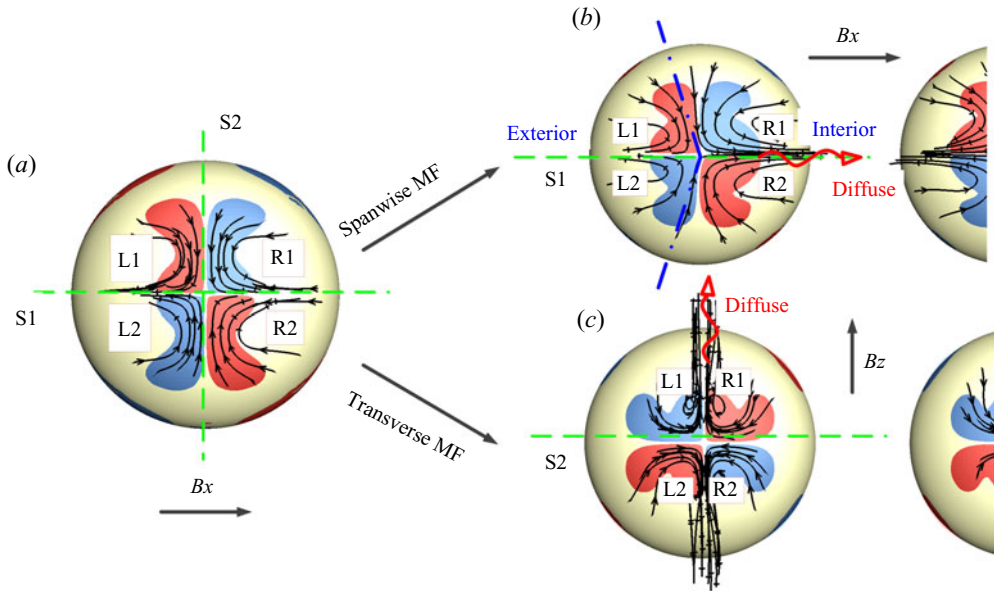 (a)
S2
L1
R1
S1
L2
R2
Bx
Spanwise MF
Transverse MF
(b)
Bx
Exterior
L1
R1
Interior
S1
L2
R2
Diffuse
(c)
Diffuse
L1
R1
Bz
S2
L2
R2